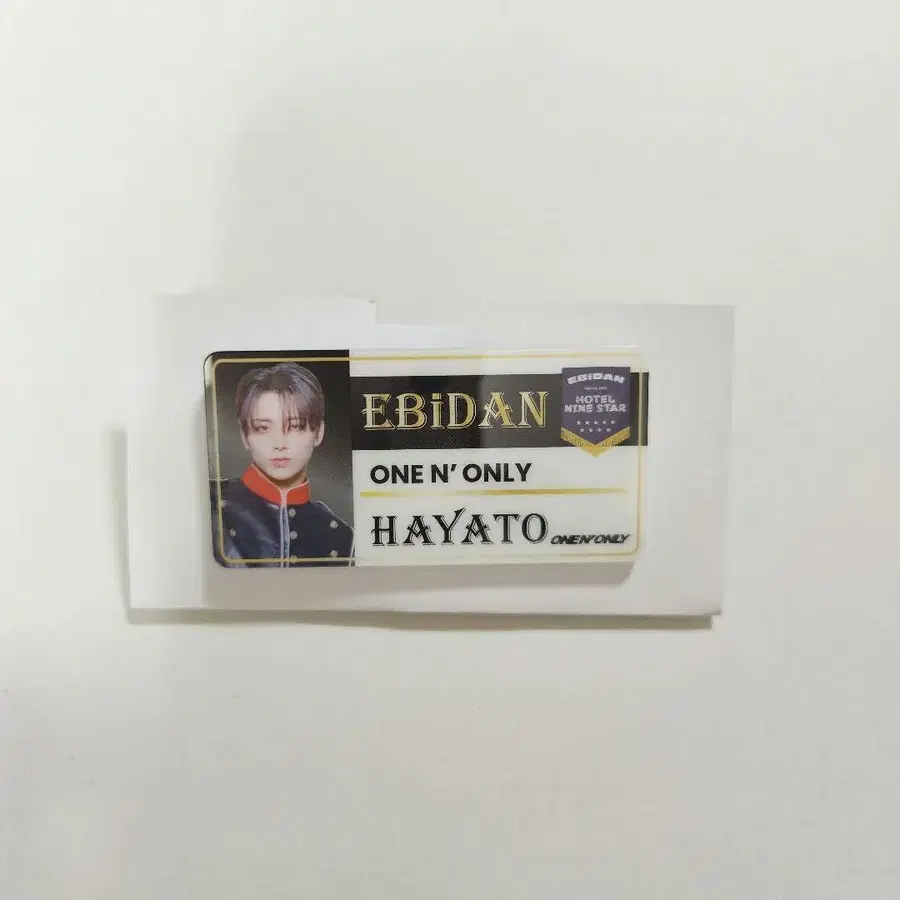 EBiDAN
EBiDAN
HOTEL
NINE STAR
ONE N' ONLY
HAYATO
ONE N' ONLY